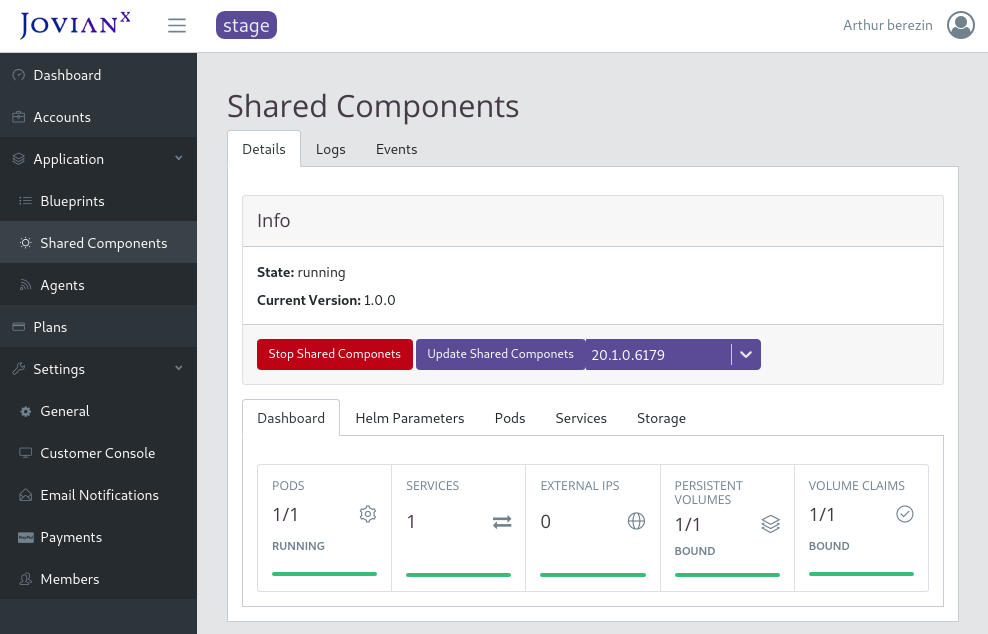 JOVIANX
stage
Arthur berezin
Dashboard
Accounts
Application
Blueprints
Shared Components
Agents
Plans
Settings
General
Customer Console
Email Notifications
Payments
Members
Shared Components
Details Logs Events
Info
State: running
Current Version: 1.0.0
Stop Shared Componets Update Shared Componets 20.1.0.6179
Dashboard Helm Parameters Pods Services Storage
PODS
1/1
RUNNING
SERVICES
1
EXTERNAL IPS
0
PERSISTENT
VOLUMES
1/1
BOUND
VOLUME CLAIMS
1/1
BOUND